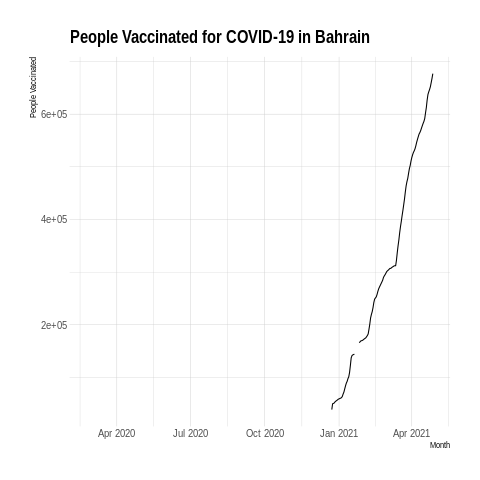 People Vaccinated for COVID-19 in Bahrain
People Vaccinated
6e+05
4e+05
2e+05
Apr 2020 Jul 2020 Oct 2020 Jan 2021 Apr 2021
Month